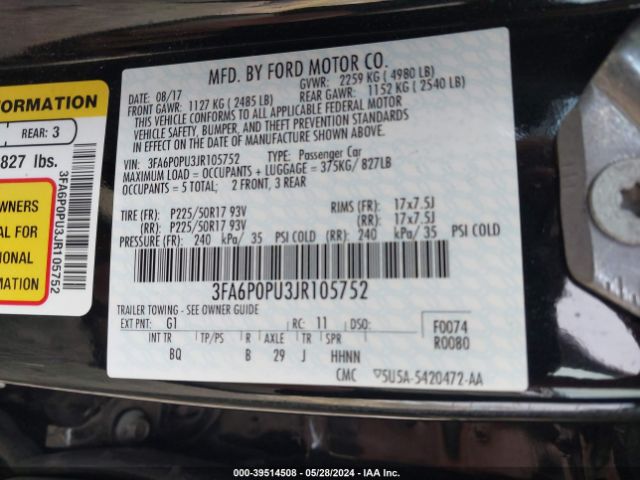 FORMATION
REAR: 3
827 lbs.
WNERS
AL FOR
ONAL
3FA6P0PU3JR105752
MFD. BY FORD MOTOR CO.
DATE: 08/17 GVWR: 2259 KG ( 4980 LB)
FRONT GAWR: 1127 KG ( 2485 LB) REAR GAWR: 1152 KG ( 2540 LB)
THIS VEHICLE CONFORMS TO ALL APPLICABLE FEDERAL MOTOR
VEHICLE SAFETY, BUMPER, AND THEFT PREVENTION STANDARDS
IN EFFECT ON THE DATE OF MANUFACTURE SHOWN ABOVE.
VIN: 3FA6P0PU3JR105752 TYPE: Passenger Car
MAXIMUM LOAD = OCCUPANTS + LUGGAGE = 375KG/ 827LB
OCCUPANTS = 5 TOTAL; 2 FRONT, 3 REAR
TIRE (FR): P225/50R17 93V RIMS (FR): 17x7.5J
(RR): P225/50R17 93V (RR): 17x7.5J
PRESSURE (FR): 240 kPa/ 35 PSI COLD (RR): 240 kPa/ 35 PSI COLD
3FA6P0PU3JR105752
TRAILER TOWING - SEE OWNER GUIDE
EXT PNT: G1 RC: 11 DSO: F0074
INT TR TP/PS R AXLE TR SPR R0080
BQ B 29 J HHNN
CMC 5U5A-5420472-AA
000-39514508 - 05/28/2024 - IAA Inc.